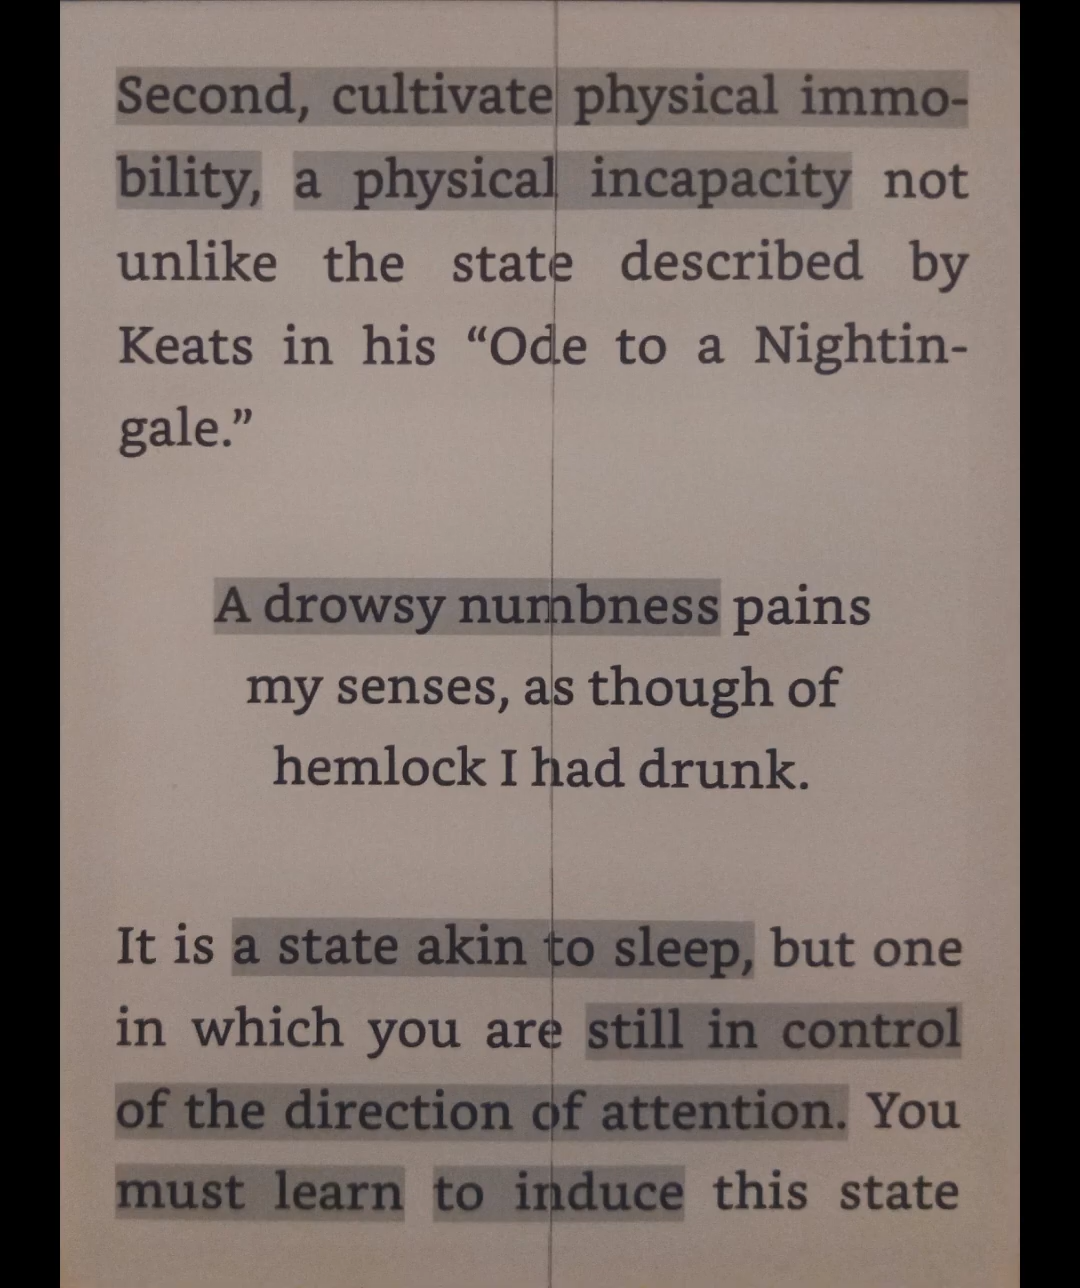 Second, cultivate physical immo-
bility, a physical incapacity not
unlike the state described by
Keats in his “Ode to a Nightin-
gale.”
A drowsy numbness pains
my senses, as though of
hemlock I had drunk.
It is a state akin to sleep, but one
in which you are still in control
of the direction of attention. You
must learn to induce this state